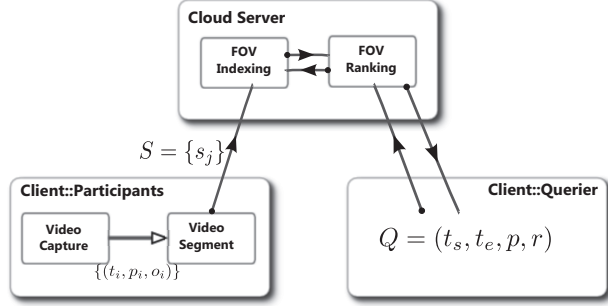 Cloud Server
FOV
Indexing
FOV
Ranking
S = {s_j}
Client::Participants
Video
Capture
{(t_i, p_i, o_i)}
Video
Segment
Client::Querier
Q = (t_s, t_e, p, r)